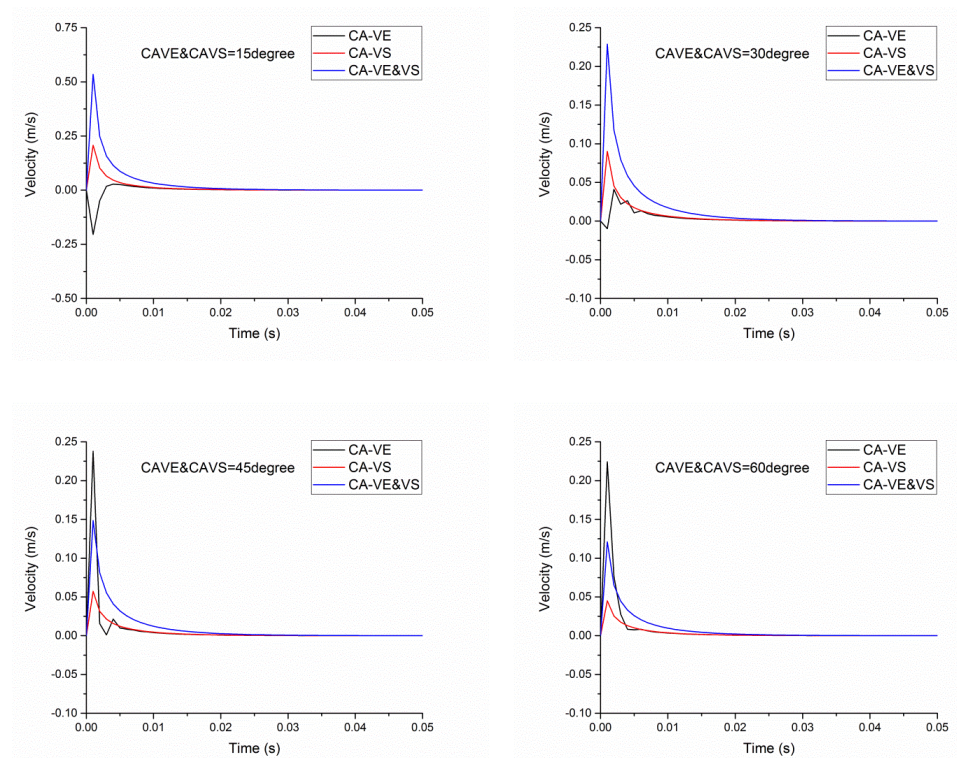 0.75
CAVE&CAVS=15degree
CA-VE
CA-VS
CA-VE&VS
0.50
0.25
0.00
-0.25
-0.50
Velocity (m/s)
0.00 0.01 0.02 0.03 0.04 0.05
Time (s)
0.25
CAVE&CAVS=30degree
CA-VE
CA-VS
CA-VE&VS
0.20
0.15
0.10
0.05
0.00
-0.05
-0.10
Velocity (m/s)
0.00 0.01 0.02 0.03 0.04 0.05
Time (s)
0.25
CAVE&CAVS=45degree
CA-VE
CA-VS
CA-VE&VS
0.20
0.15
0.10
0.05
0.00
-0.05
-0.10
Velocity (m/s)
0.00 0.01 0.02 0.03 0.04 0.05
Time (s)
0.25
CAVE&CAVS=60degree
CA-VE
CA-VS
CA-VE&VS
0.20
0.15
0.10
0.05
0.00
-0.05
-0.10
Velocity (m/s)
0.00 0.01 0.02 0.03 0.04 0.05
Time (s)